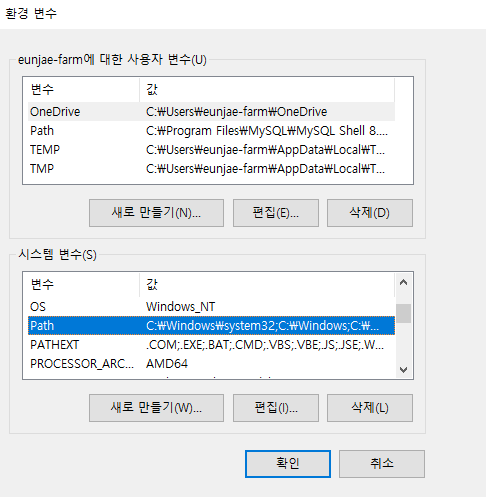 환경 변수
eunjae-farm에 대한 사용자 변수(U)
변수 값
OneDrive C:₩Users₩eunjae-farm₩OneDrive
Path C:₩Program Files₩MySQL₩MySQL Shell 8....
TEMP C:₩Users₩eunjae-farm₩AppData₩Local₩T...
TMP C:₩Users₩eunjae-farm₩AppData₩Local₩T...
새로 만들기(N)... 편집(E)... 삭제(D)
시스템 변수(S)
변수 값
OS Windows_NT
Path C:₩Windows₩system32;C:₩Windows;C:₩...
PATHEXT .COM;.EXE;.BAT;.CMD;.VBS;.VBE;.JS;.JSE;.W...
PROCESSOR_ARC... AMD64
새로 만들기(W)... 편집(I)... 삭제(L)
확인 취소